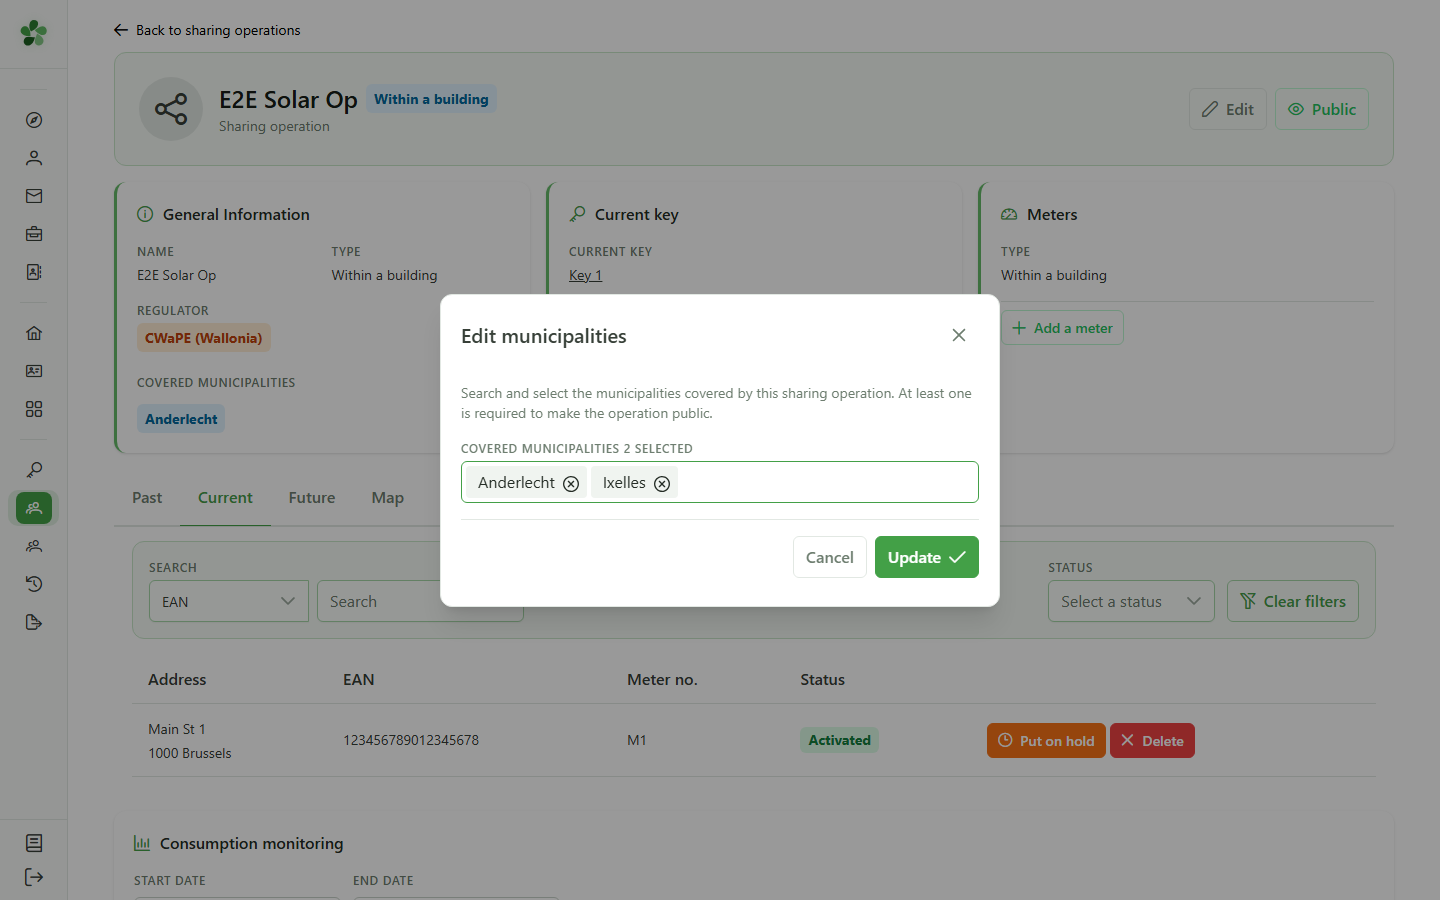 Back to sharing operations
E2E Solar Op
Within a building
Sharing operation
Edit
Public
General Information
NAME
TYPE
E2E Solar Op
Within a building
REGULATOR
CWaPE (Wallonia)
COVERED MUNICIPALITIES
Anderlecht
Current key
CURRENT KEY
Key 1
Meters
TYPE
Within a building
Add a meter
Edit municipalities
Search and select the municipalities covered by this sharing operation. At least one
is required to make the operation public.
COVERED MUNICIPALITIES 2 SELECTED
Anderlecht
Ixelles
Cancel
Update
Past
Current
Future
Map
SEARCH
EAN
Search
STATUS
Select a status
Clear filters
Address
EAN
Meter no.
Status
Main St 1
1000 Brussels
123456789012345678
M1
Activated
Put on hold
Delete
Consumption monitoring
START DATE
END DATE